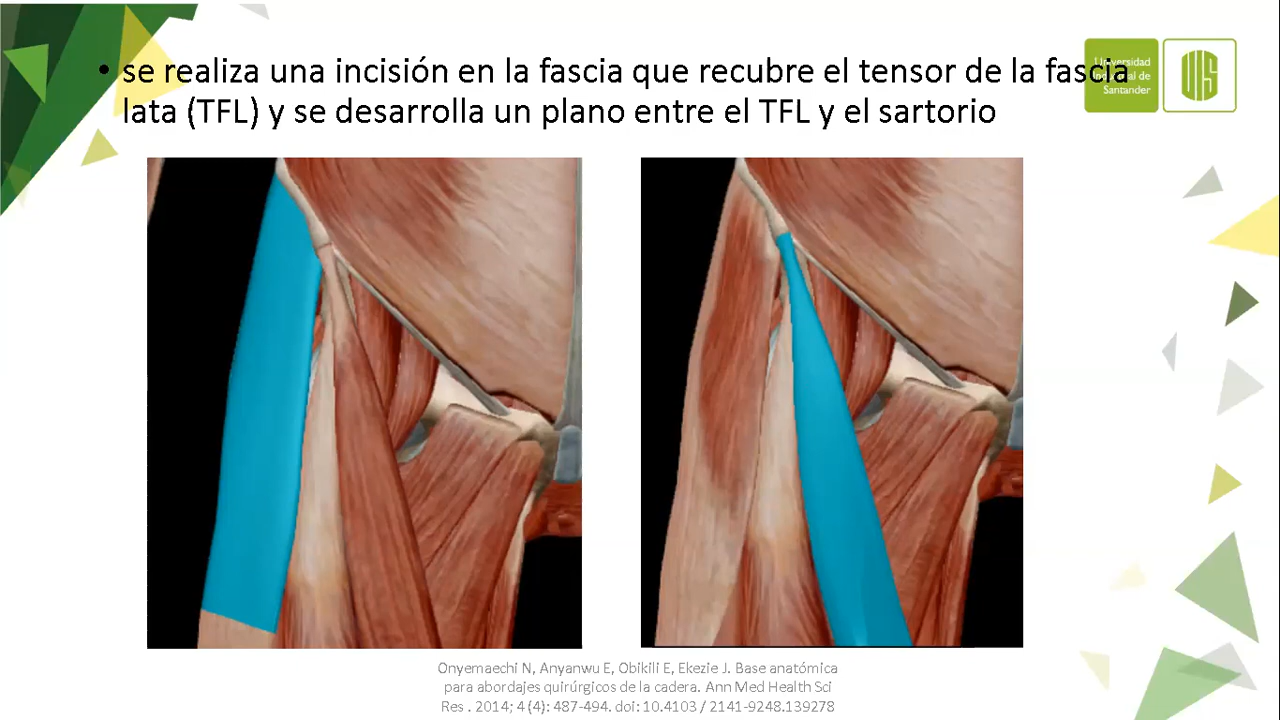 • se realiza una incisión en la fascia que recubre el tensor de la fascia
lata (TFL) y se desarrolla un plano entre el TFL y el sartorio
Universidad
Industrial de
Santander
UIS
Onyemaechi N, Anyanwu E, Obikili E, Ekezie J. Base anatómica
para abordajes quirúrgicos de la cadera. Ann Med Health Sci
Res . 2014; 4 (4): 487-494. doi: 10.4103 / 2141-9248.139278